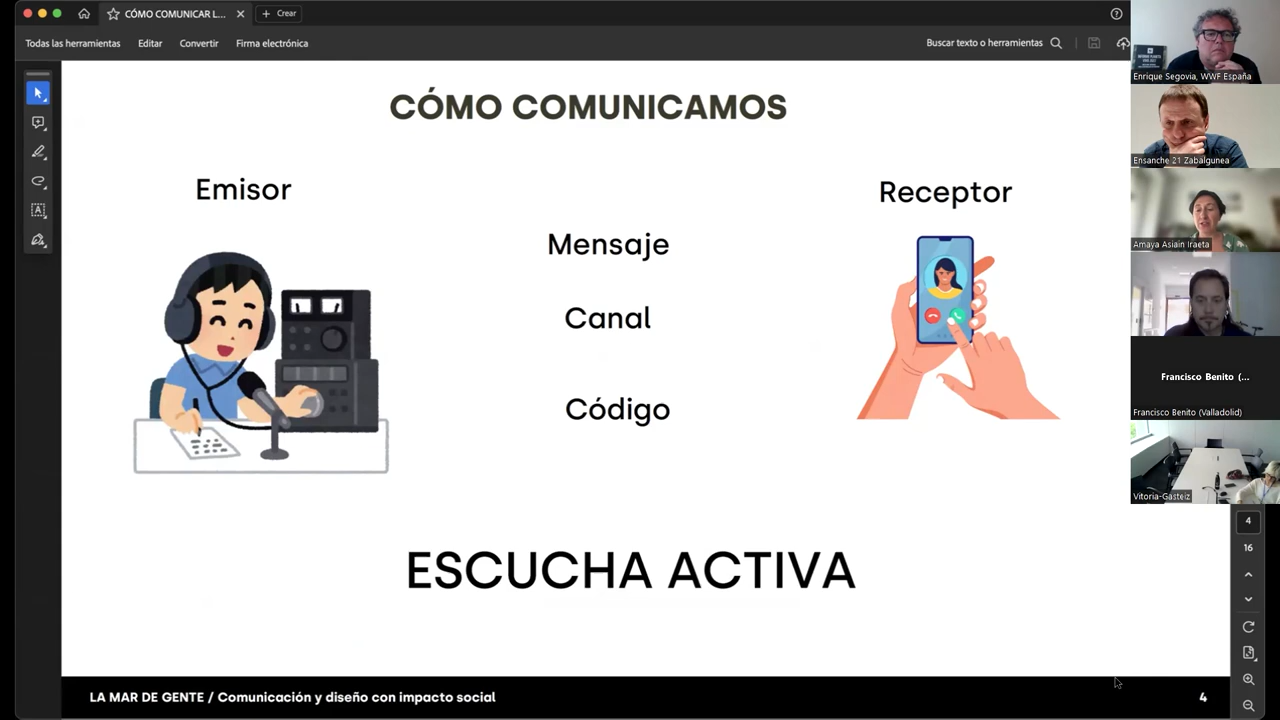 CÓMO COMUNICAR L...
Crear
Todas las herramientas
Editar
Convertir
Firma electrónica
Buscar texto o herramientas
CÓMO COMUNICAMOS
Emisor
Receptor
Mensaje
Canal
Código
ESCUCHA ACTIVA
LA MAR DE GENTE / Comunicación y diseño con impacto social
4
Enrique Segovia, WWF España
Ensanche 21 Zabalgunea
Amaya Asiain Iraeta
Francisco Benito (...
Francisco Benito (Valladolid)
Vitoria-Gasteiz
4
16